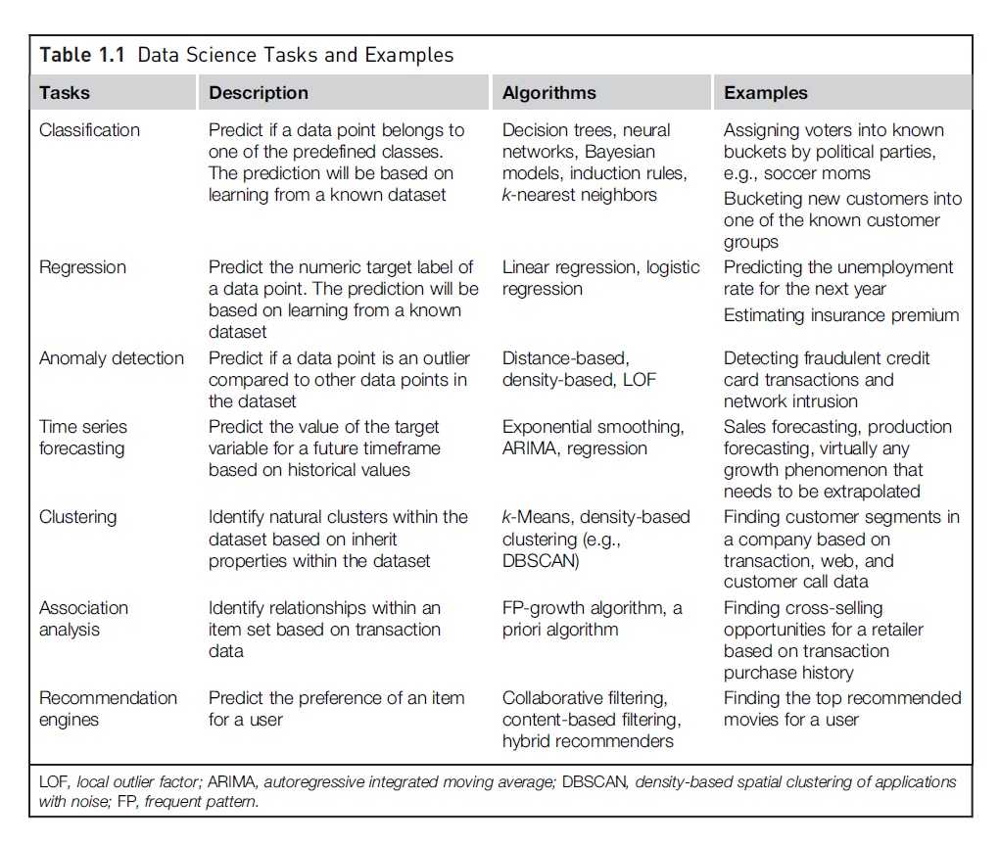 Table 1.1 Data Science Tasks and Examples
Tasks Description Algorithms Examples
Classification
Predict if a data point belongs to
one of the predefined classes.
The prediction will be based on
learning from a known dataset
Decision trees, neural
networks, Bayesian
models, induction rules,
k-nearest neighbors
Assigning voters into known
buckets by political parties,
e.g., soccer moms
Bucketing new customers into
one of the known customer
groups
Regression
Predict the numeric target label of
a data point. The prediction will be
based on learning from a known
dataset
Linear regression, logistic
regression
Predicting the unemployment
rate for the next year
Estimating insurance premium
Anomaly detection
Predict if a data point is an outlier
compared to other data points in
the dataset
Distance-based,
density-based, LOF
Detecting fraudulent credit
card transactions and
network intrusion
Time series
forecasting
Predict the value of the target
variable for a future timeframe
based on historical values
Exponential smoothing,
ARIMA, regression
Sales forecasting, production
forecasting, virtually any
growth phenomenon that
needs to be extrapolated
Clustering
Identify natural clusters within the
dataset based on inherit
properties within the dataset
k-Means, density-based
clustering (e.g.,
DBSCAN)
Finding customer segments in
a company based on
transaction, web, and
customer call data
Association
analysis
Identify relationships within an
item set based on transaction
data
FP-growth algorithm, a
priori algorithm
Finding cross-selling
opportunities for a retailer
based on transaction
purchase history
Recommendation
engines
Predict the preference of an item
for a user
Collaborative filtering,
content-based filtering,
hybrid recommenders
Finding the top recommended
movies for a user
LOF, local outlier factor; ARIMA, autoregressive integrated moving average; DBSCAN, density-based spatial clustering of applications
with noise; FP, frequent pattern.